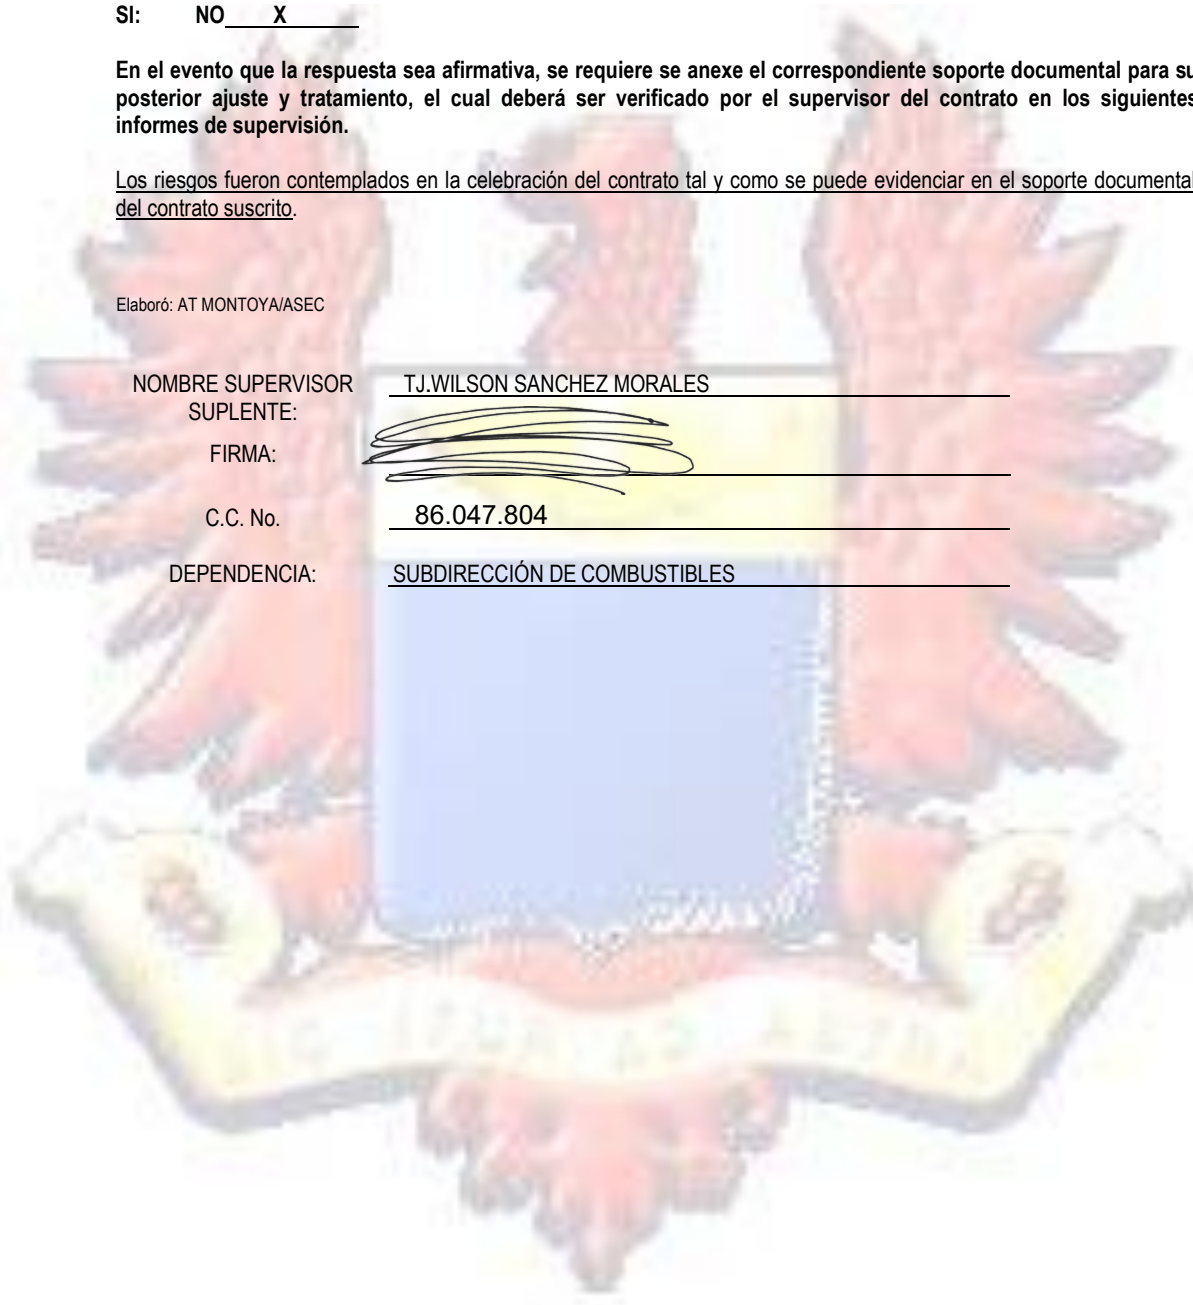 SI: NO X
En el evento que la respuesta sea afirmativa, se requiere se anexe el correspondiente soporte documental para su
posterior ajuste y tratamiento, el cual deberá ser verificado por el supervisor del contrato en los siguientes
informes de supervisión.
Los riesgos fueron contemplados en la celebración del contrato tal y como se puede evidenciar en el soporte documental
del contrato suscrito.
Elaboró: AT MONTOYA/ASEC
NOMBRE SUPERVISOR TJ.WILSON SANCHEZ MORALES
SUPLENTE:
FIRMA:
C.C. No. 86.047.804
DEPENDENCIA: SUBDIRECCIÓN DE COMBUSTIBLES